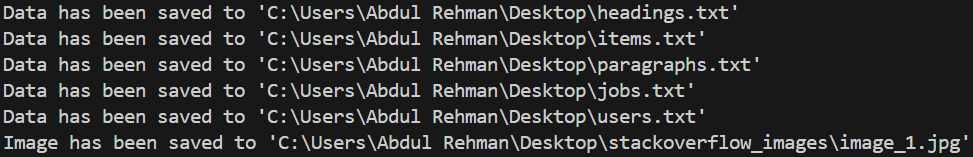 Data has been saved to 'C:\Users\Abdul Rehman\Desktop\headings.txt'
Data has been saved to 'C:\Users\Abdul Rehman\Desktop\items.txt'
Data has been saved to 'C:\Users\Abdul Rehman\Desktop\paragraphs.txt'
Data has been saved to 'C:\Users\Abdul Rehman\Desktop\jobs.txt'
Data has been saved to 'C:\Users\Abdul Rehman\Desktop\users.txt'
Image has been saved to 'C:\Users\Abdul Rehman\Desktop\stackoverflow_images\image_1.jpg'